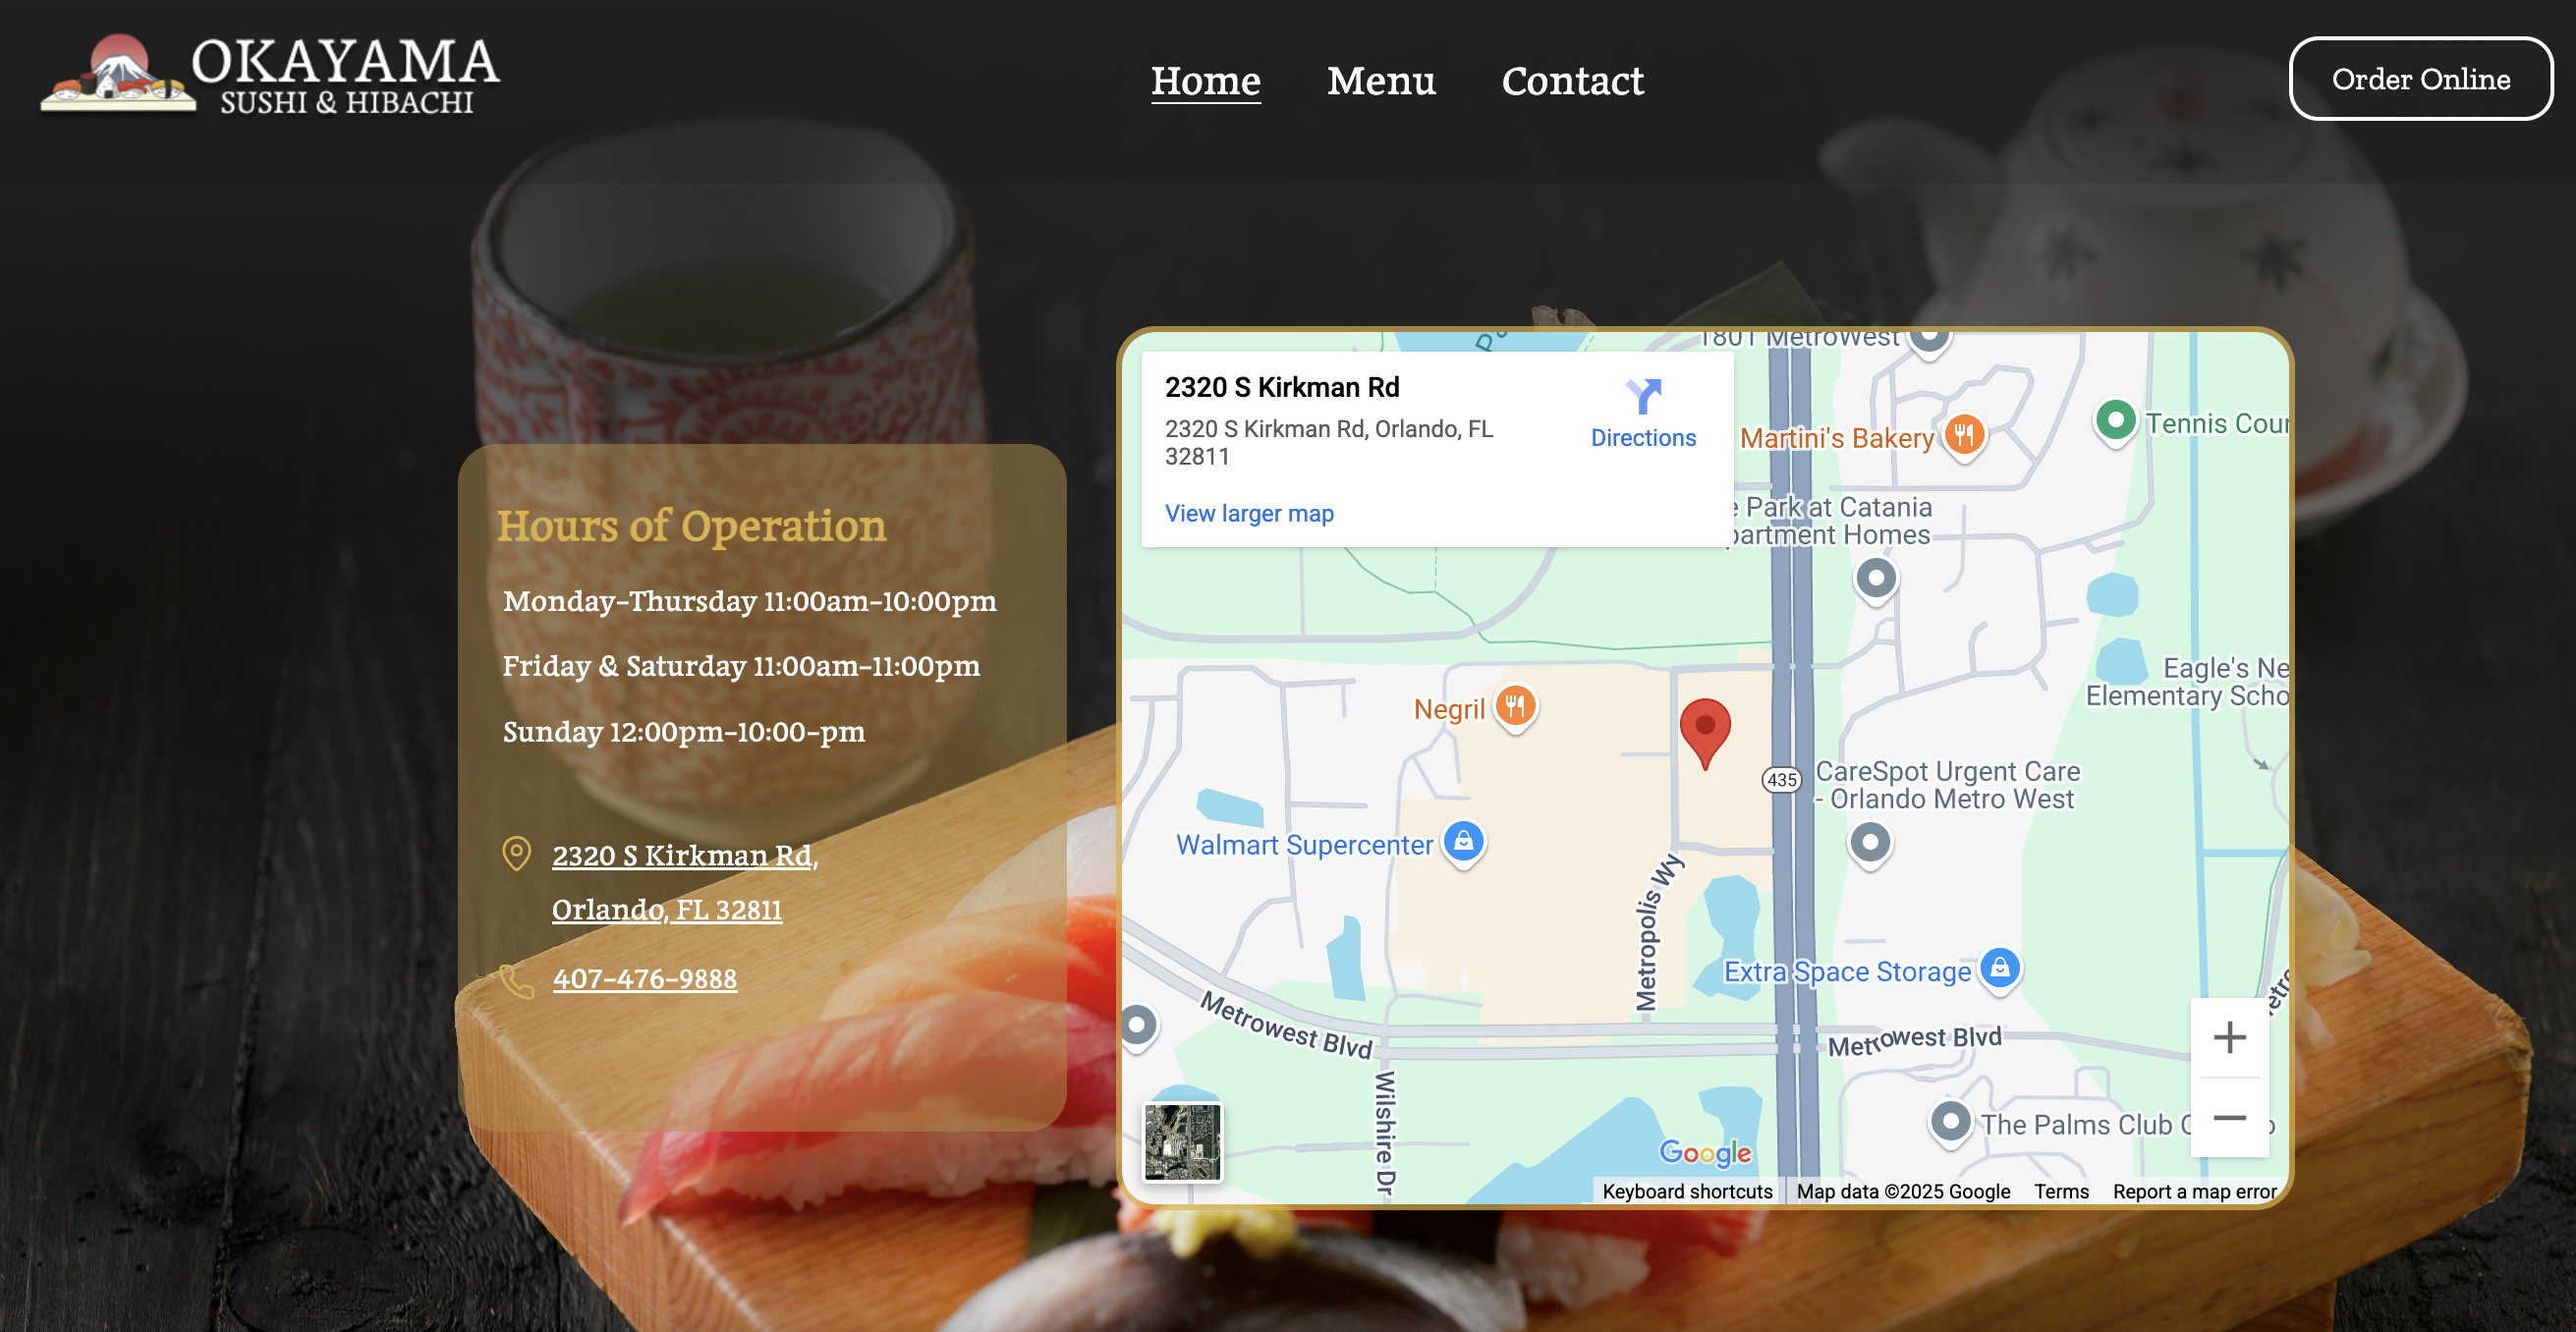 OKAYAMA
SUSHI & HIBACHI
Home
Menu
Contact
Order Online
Hours of Operation
Monday-Thursday 11:00am-10:00pm
Friday & Saturday 11:00am-11:00pm
Sunday 12:00pm-10:00-pm
2320 S Kirkman Rd,
Orlando, FL 32811
407-476-9888
2320 S Kirkman Rd
2320 S Kirkman Rd, Orlando, FL
32811
Directions
View larger map
1801 MetroWest
Martini's Bakery
Tennis Cour
e Park at Catania
partment Homes
Eagle's Ne
Elementary Scho
Negril
435
CareSpot Urgent Care
- Orlando Metro West
Walmart Supercenter
Metropolis Wy
Extra Space Storage
Metrowest Blvd
Metrowest Blvd
Wilshire Dr
The Palms Club
Google
Keyboard shortcuts
Map data ©2025 Google
Terms
Report a map error